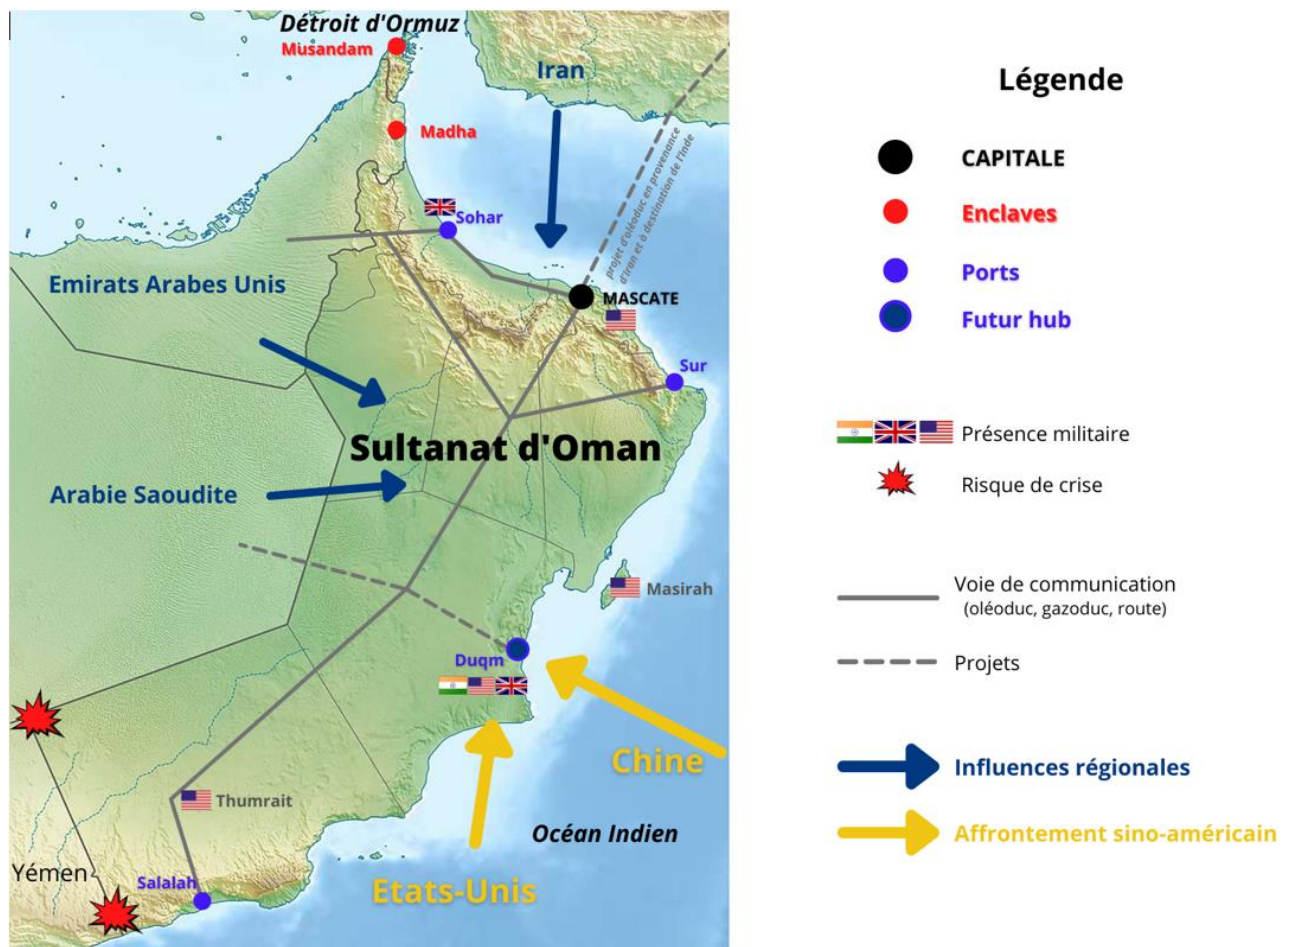 Détroit d'Ormuz
Musandam
Iran
Madha
projet d'oléoduc en provenance
d'Iran et à destination de l'Inde
Sohar
Emirats Arabes Unis
MASCATE
Sur
Sultanat d'Oman
Arabie Saoudite
Masirah
Duqm
Chine
Thumrait
Océan Indien
Yémen
Salalah
Etats-Unis
Légende
CAPITALE
Enclaves
Ports
Futur hub
Présence militaire
Risque de crise
Voie de communication
(oléoduc, gazoduc, route)
Projets
Influences régionales
Affrontement sino-américain